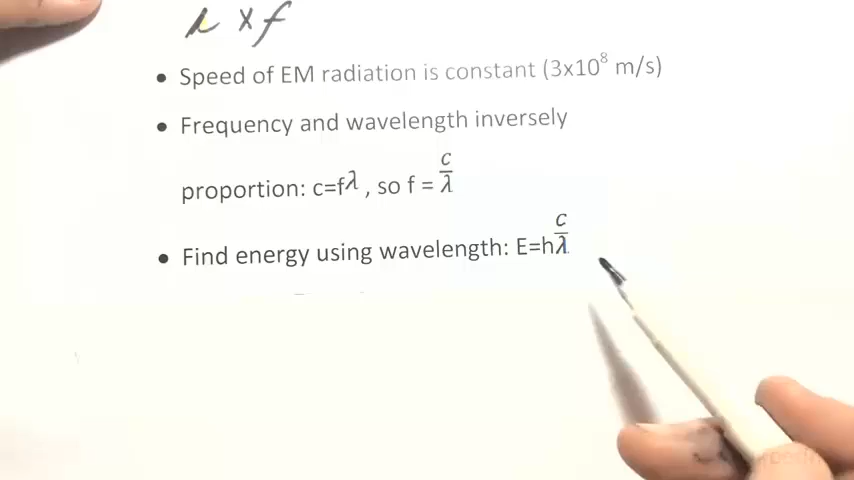 λ × f
• Speed of EM radiation is constant (3x10⁸ m/s)
• Frequency and wavelength inversely
proportion: c=fλ , so f = c/λ
• Find energy using wavelength: E=h c/λ